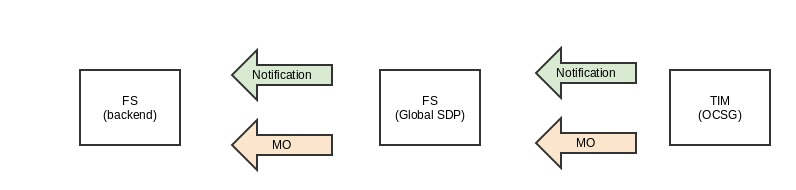 FS
(backend)
Notification
MO
FS
(Global SDP)
Notification
MO
TIM
(OCSG)